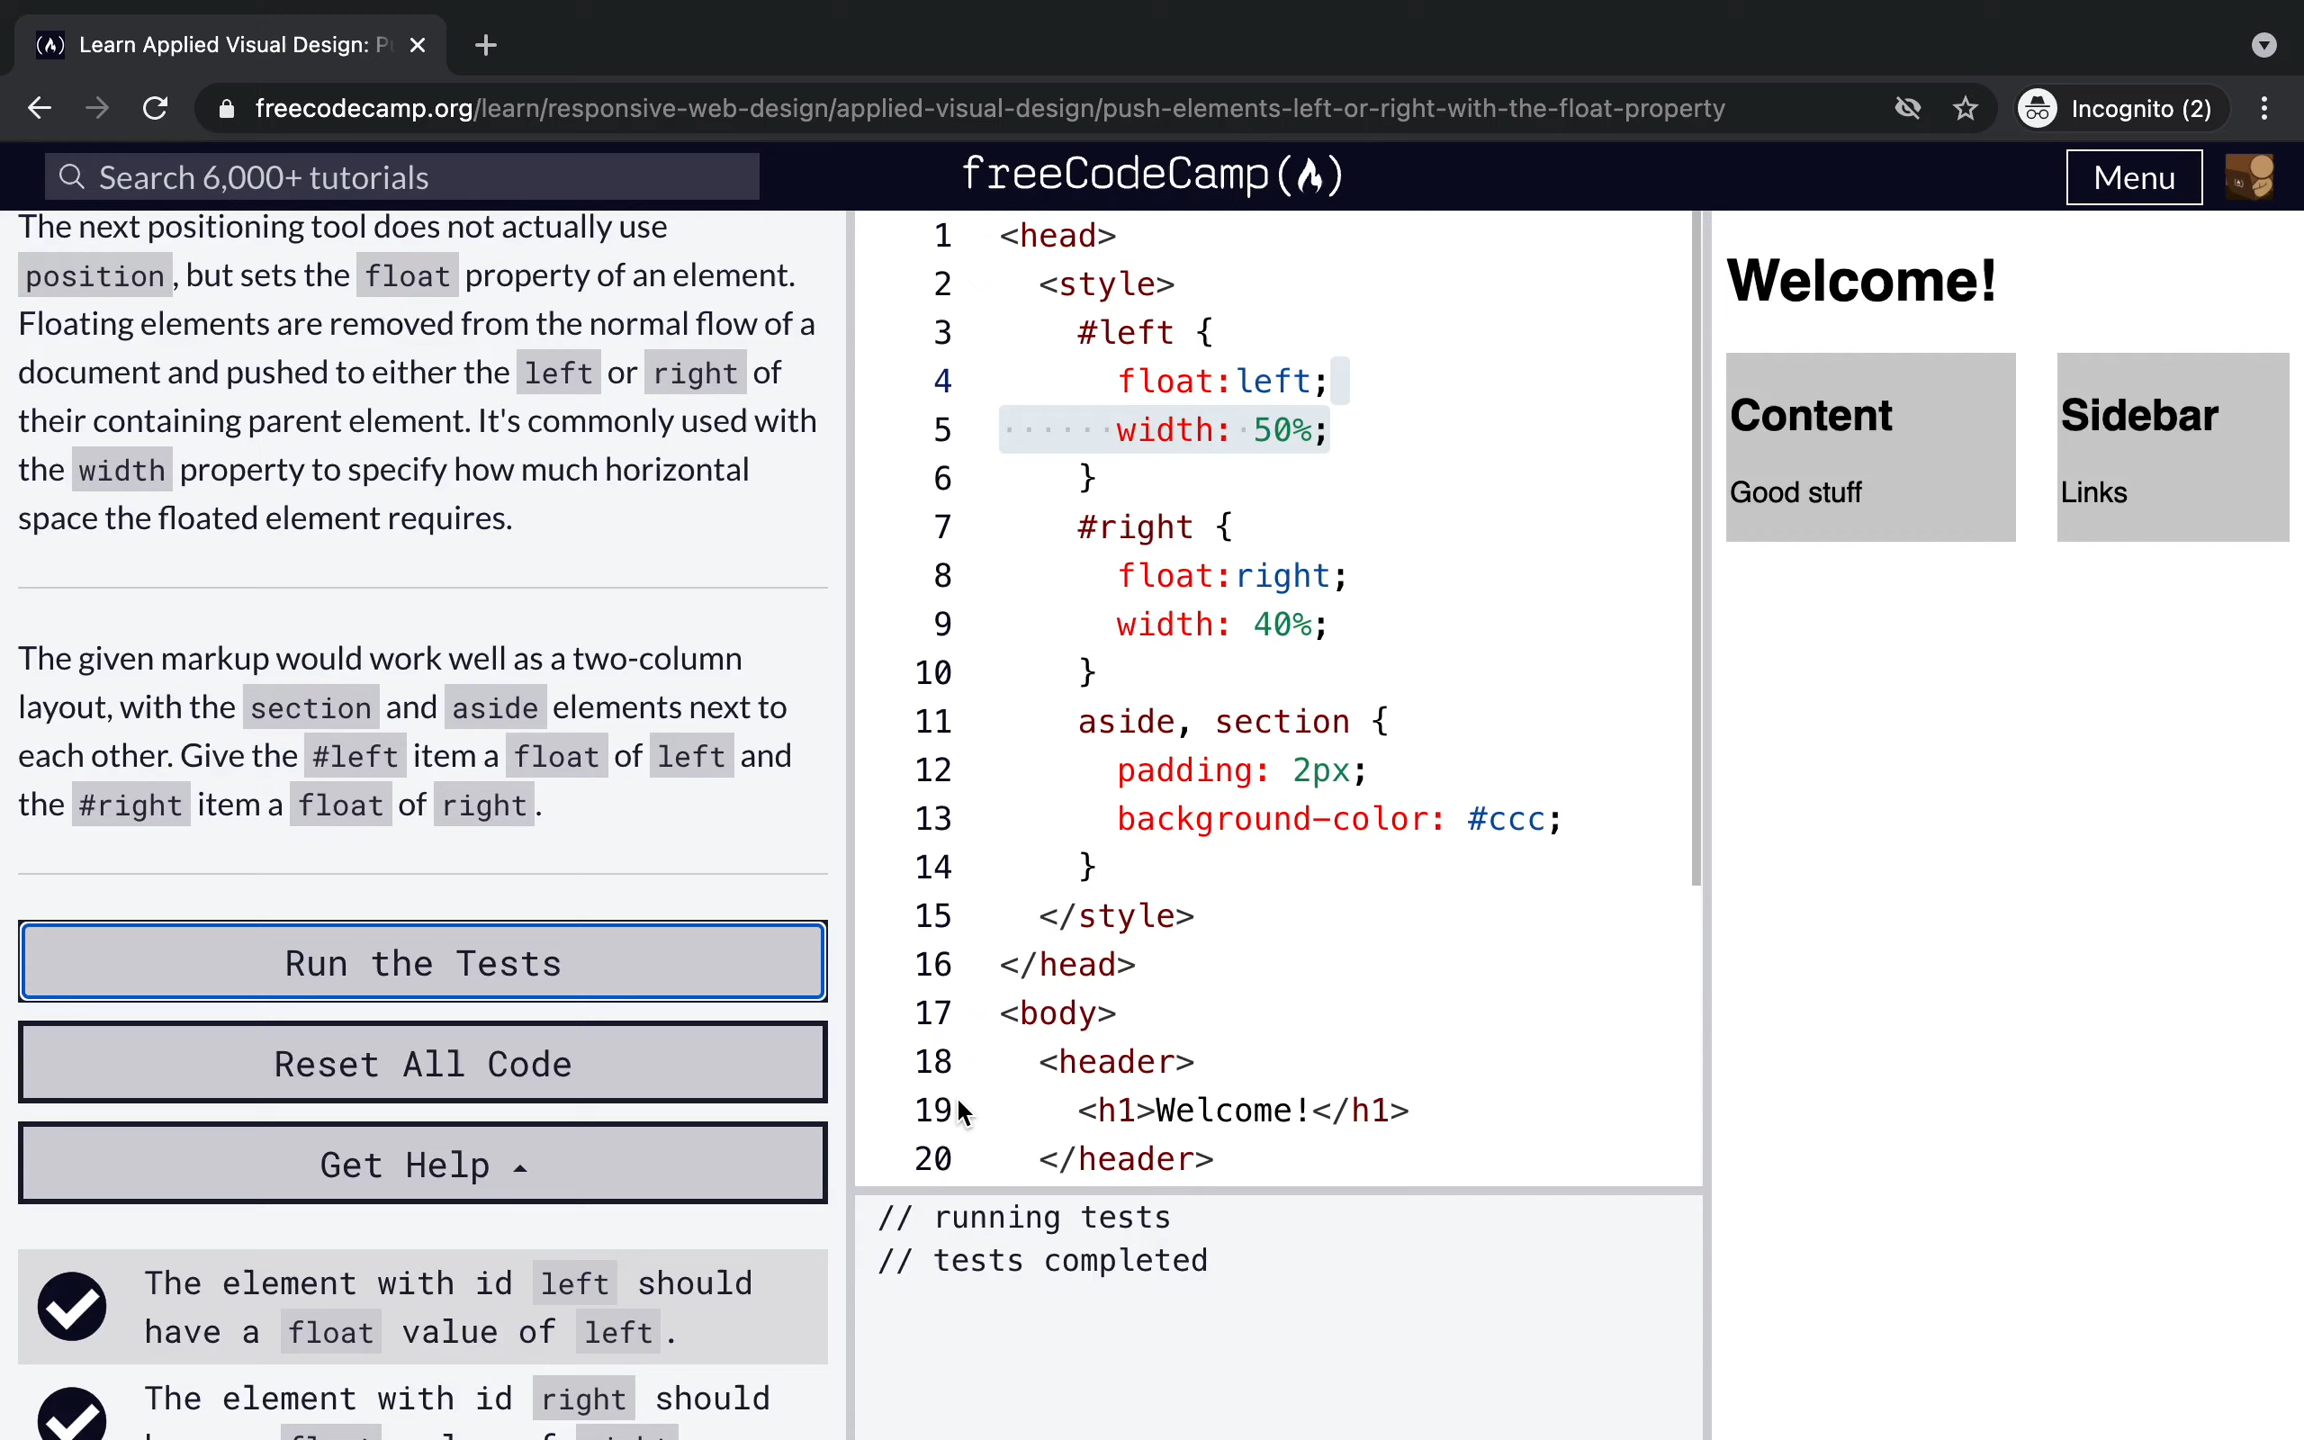 Learn Applied Visual Design:
freecodecamp.org/learn/responsive-web-design/applied-visual-design/push-elements-left-or-right-with-the-float-property
Incognito (2)
Search 6,000+ tutorials
freeCodeCamp(🔥)
Menu
The next positioning tool does not actually use
position, but sets the float property of an element.
Floating elements are removed from the normal flow of a
document and pushed to either the left or right of
their containing parent element. It's commonly used with
the width property to specify how much horizontal
space the floated element requires.
The given markup would work well as a two-column
layout, with the section and aside elements next to
each other. Give the #left item a float of left and
the #right item a float of right.
Run the Tests
Reset All Code
Get Help
The element with id left should
have a float value of left.
The element with id right should
1 <head>
2 <style>
3 #left {
4 float:left;
5 width: 50%;
6 }
7 #right {
8 float:right;
9 width: 40%;
10 }
11 aside, section {
12 padding: 2px;
13 background-color: #ccc;
14 }
15 </style>
16 </head>
17 <body>
18 <header>
19 <h1>Welcome!</h1>
20 </header>
// running tests
// tests completed
Welcome!
Content
Good stuff
Sidebar
Links